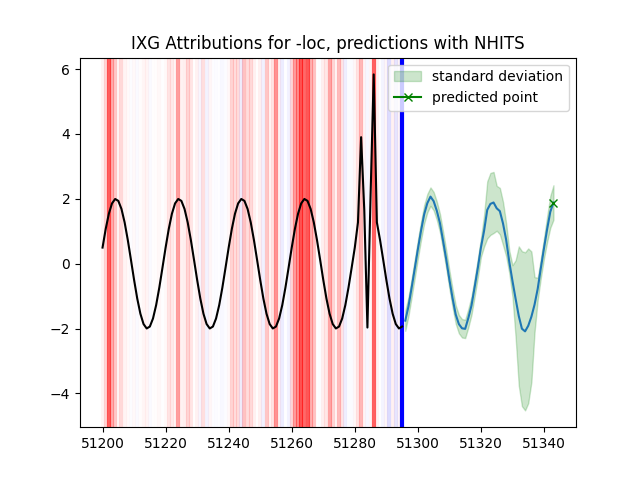 IXG Attributions for -loc, predictions with NHITS
standard deviation
predicted point
6
4
2
0
−2
−4
51200 51220 51240 51260 51280 51300 51320 51340